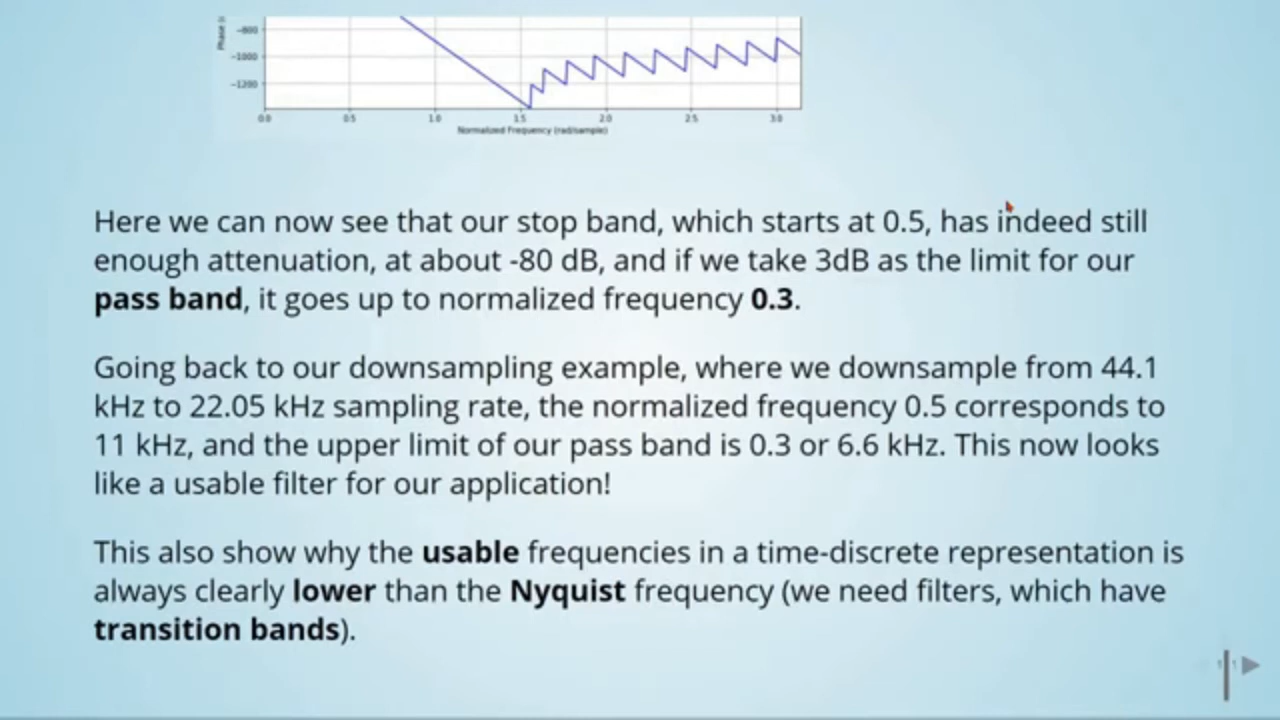 Phase (
-800
-1000
-1200
0.0 0.5 1.0 1.5 2.0 2.5 3.0
Normalized Frequency (rad/sample)
Here we can now see that our stop band, which starts at 0.5, has indeed still
enough attenuation, at about -80 dB, and if we take 3dB as the limit for our
pass band, it goes up to normalized frequency 0.3.
Going back to our downsampling example, where we downsample from 44.1
kHz to 22.05 kHz sampling rate, the normalized frequency 0.5 corresponds to
11 kHz, and the upper limit of our pass band is 0.3 or 6.6 kHz. This now looks
like a usable filter for our application!
This also show why the usable frequencies in a time-discrete representation is
always clearly lower than the Nyquist frequency (we need filters, which have
transition bands).